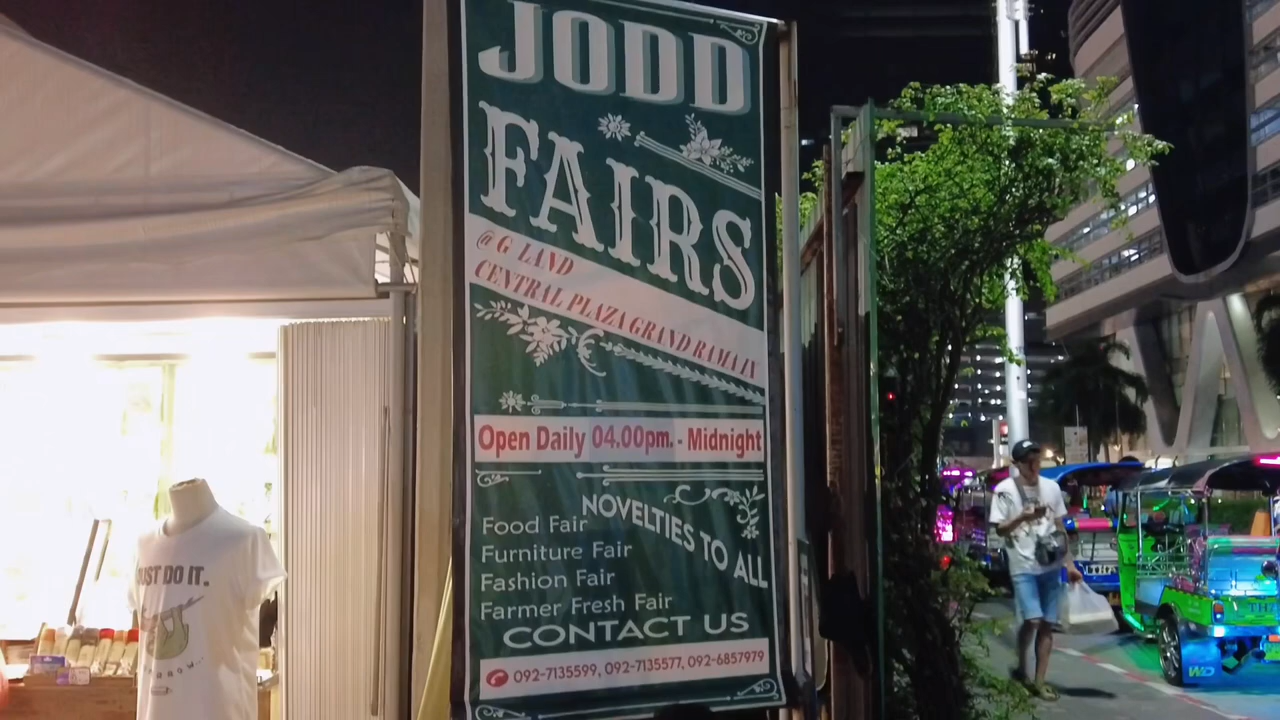 JODD
FAIRS
@G LAND
CENTRAL PLAZA GRAND RAMA IX
Open Daily 04.00pm. - Midnight
NOVELTIES TO ALL
Food Fair
Furniture Fair
Fashion Fair
Farmer Fresh Fair
CONTACT US
092-7135599, 092-7135577, 092-6857979
JUST DO IT.